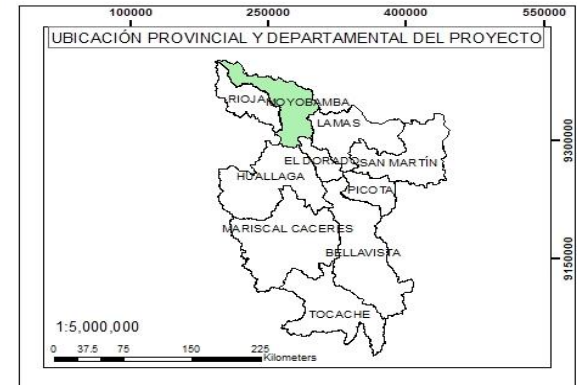 100000 250000 400000 550000
UBICACIÓN PROVINCIAL Y DEPARTAMENTAL DEL PROYECTO
RIOJA MOYOBAMBA
LAMAS
9300000
EL DORADO SAN MARTÍN
HUALLAGA
PICOTA
MARISCAL CACERES
BELLAVISTA
9150000
TOCACHE
1:5,000,000
0 37.5 75 150 225
Kilometers